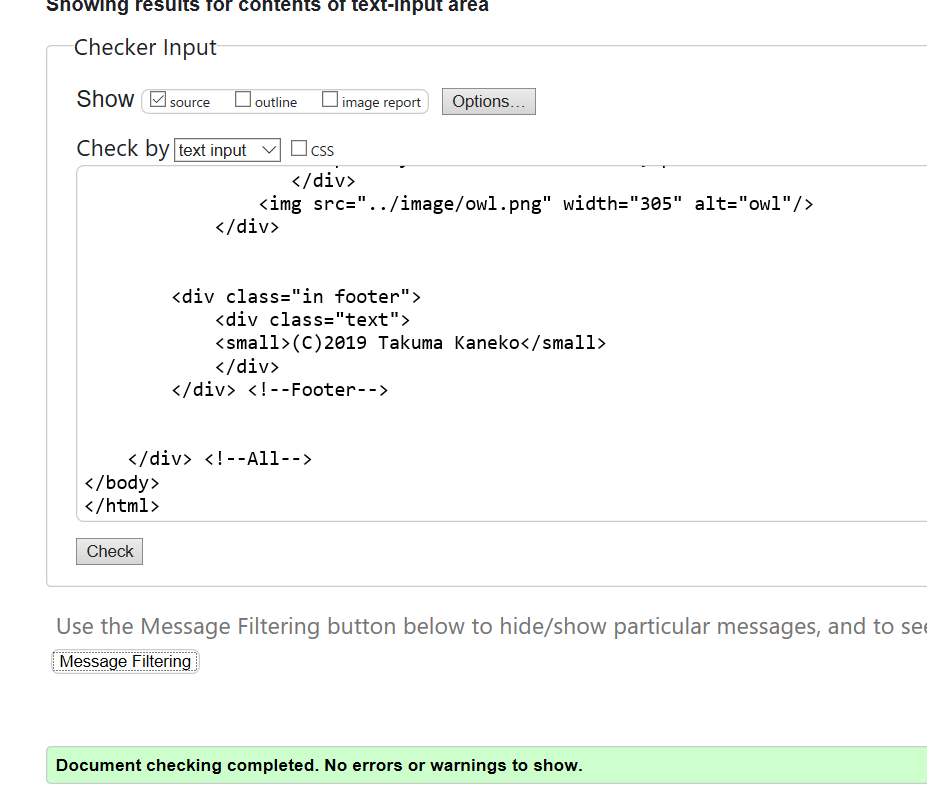 Showing results for contents of text-input area
Checker Input
Show source outline image report Options...
Check by text input css
</div>
<img src="../image/owl.png" width="305" alt="owl"/>
</div>
<div class="in footer">
<div class="text">
<small>(C)2019 Takuma Kaneko</small>
</div>
</div> <!--Footer-->
</div> <!--All-->
</body>
</html>
Check
Use the Message Filtering button below to hide/show particular messages, and to see
Message Filtering
Document checking completed. No errors or warnings to show.